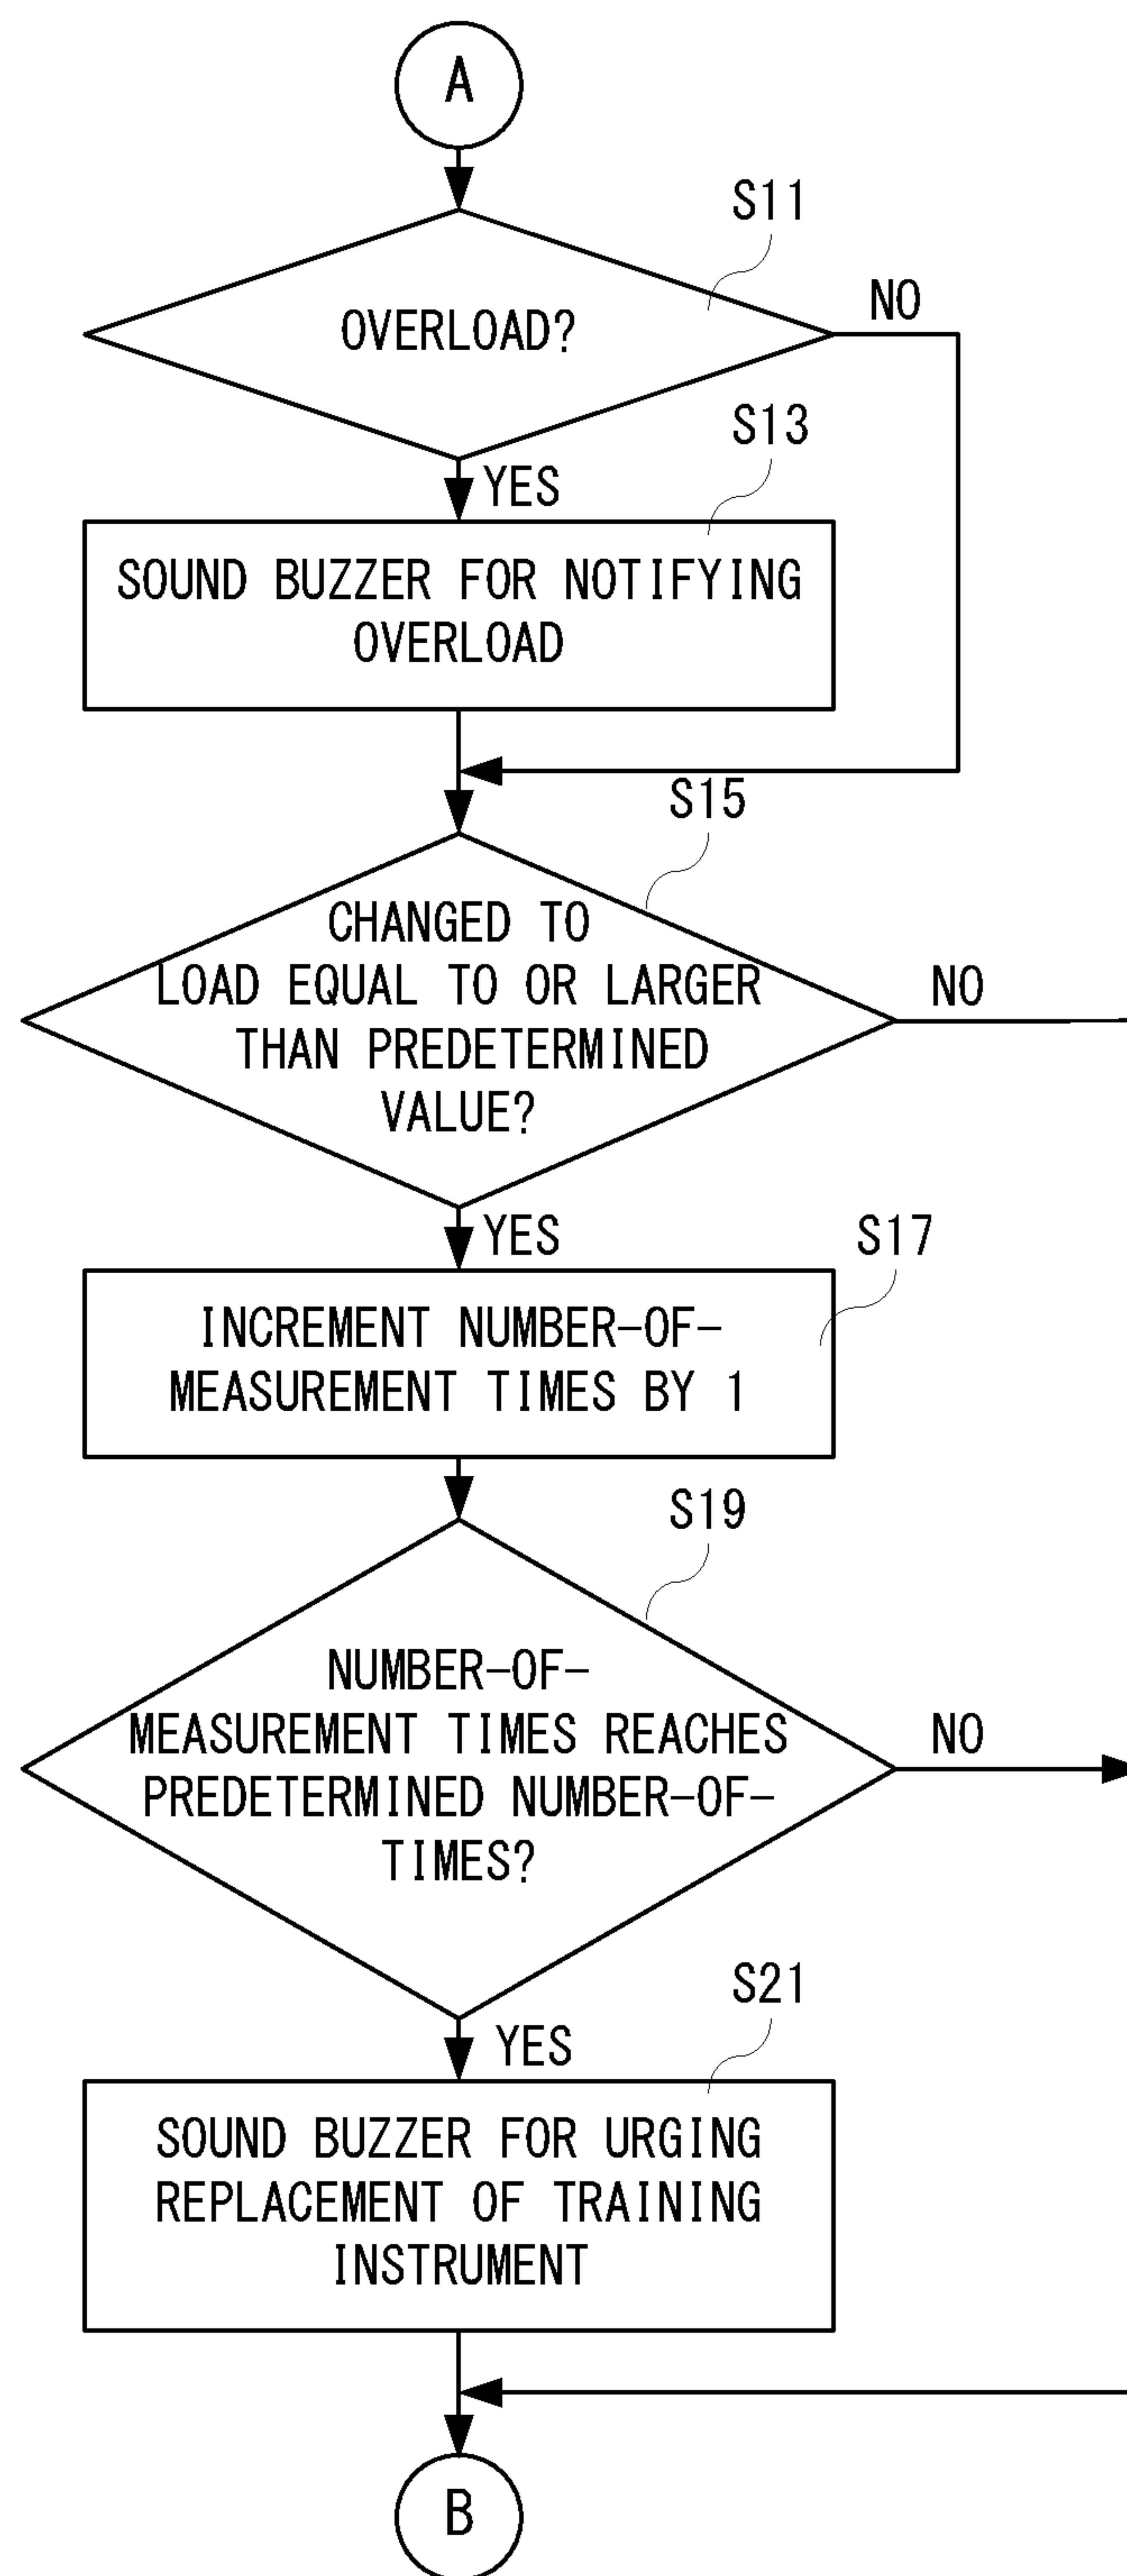 A
S11
OVERLOAD?
NO
S13
YES
SOUND BUZZER FOR NOTIFYING
OVERLOAD
S15
CHANGED TO
LOAD EQUAL TO OR LARGER
THAN PREDETERMINED
VALUE?
NO
YES
S17
INCREMENT NUMBER-OF-
MEASUREMENT TIMES BY 1
S19
NUMBER-OF-
MEASUREMENT TIMES REACHES
PREDETERMINED NUMBER-OF-
TIMES?
NO
S21
YES
SOUND BUZZER FOR URGING
REPLACEMENT OF TRAINING
INSTRUMENT
B